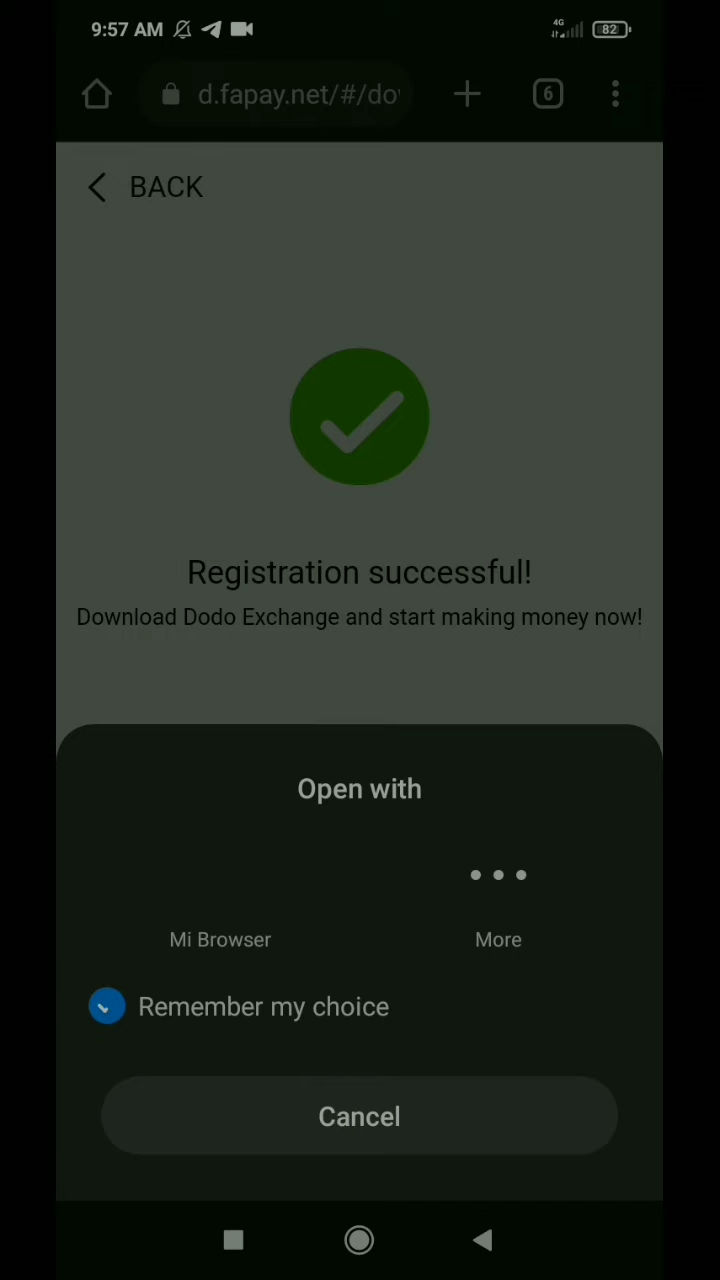 9:57 AM
4G
82
d.fapay.net/#/do
6
BACK
Registration successful!
Download Dodo Exchange and start making money now!
Open with
Mi Browser
More
Remember my choice
Cancel